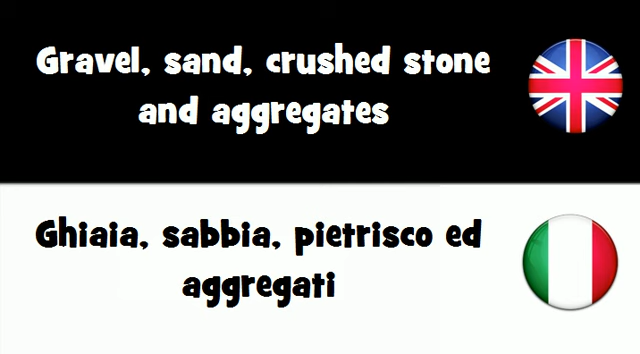 Gravel, sand, crushed stone
and aggregates
Ghiaia, sabbia, pietrisco ed
aggregati